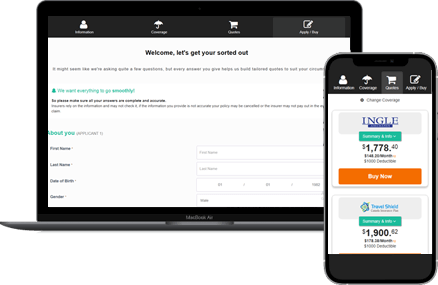 Information
Coverage
Quotes
Apply / Buy
Welcome, let's get your sorted out
It might seem like we're asking quite a few questions, but every answer you give helps us build tailored quotes to suit your circumst
We want everything to go smoothly!
So please make sure all your answers are complete and accurate.
Insurers rely on the information and may not check it, if the information you provide is not accurate your policy may be cancelled or the insurer may not pay out in the e
claim.
About you (APPLICANT 1)
First Name *
First Name
Last Name *
Last Name
Date of Birth *
01
/
01
/
1992
Gender *
Male
MacBook Air
Information
Coverage
Quotes
Apply / Buy
Change Coverage
INGLE
Summary & Info
$1,778.40
$148.20/Month
$1000 Deductible
Buy Now
Travel Shield
Summary & Info
$1,900.62
$178.38/Month
$1000 Deductible